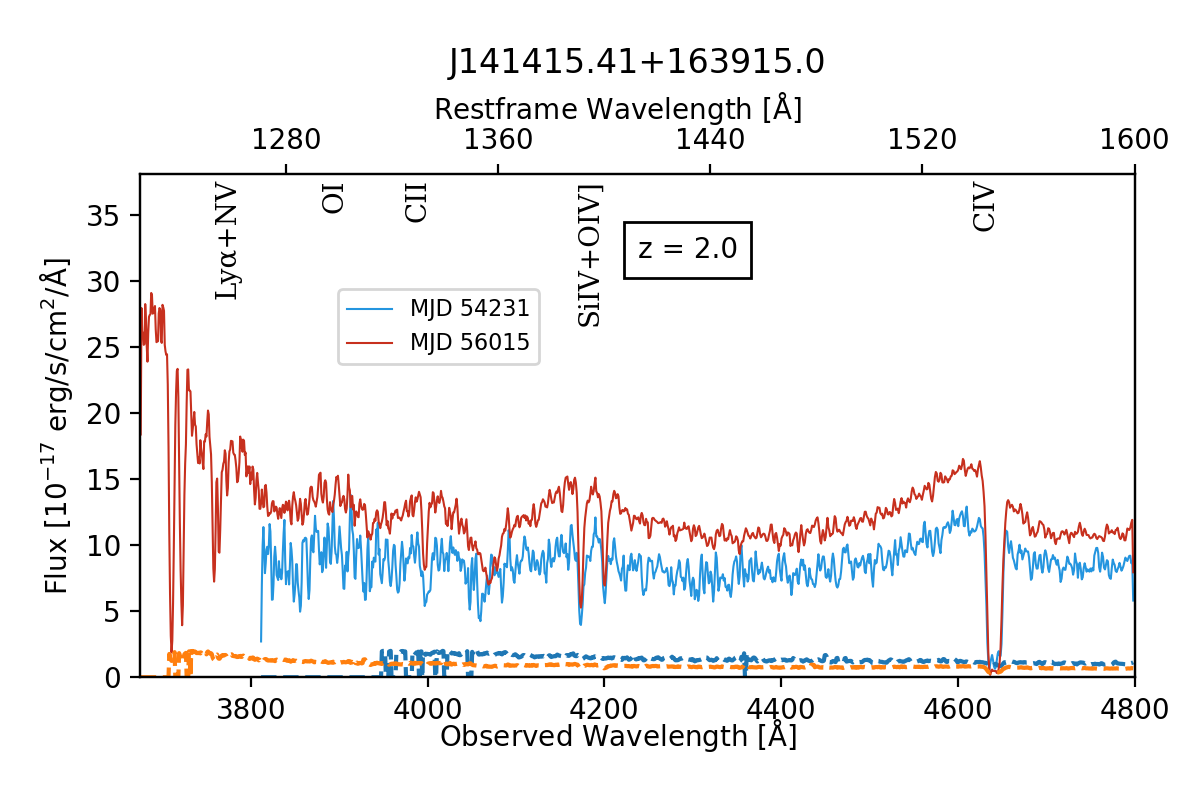 J141415.41+163915.0
Restframe Wavelength [Å]
1280 1360 1440 1520 1600
Lyα+NV
OI
CII
SiIV+OIV]
CIV
z = 2.0
MJD 54231
MJD 56015
Flux [10⁻¹⁷ erg/s/cm²/Å]
35
30
25
20
15
10
5
0
3800 4000 4200 4400 4600 4800
Observed Wavelength [Å]